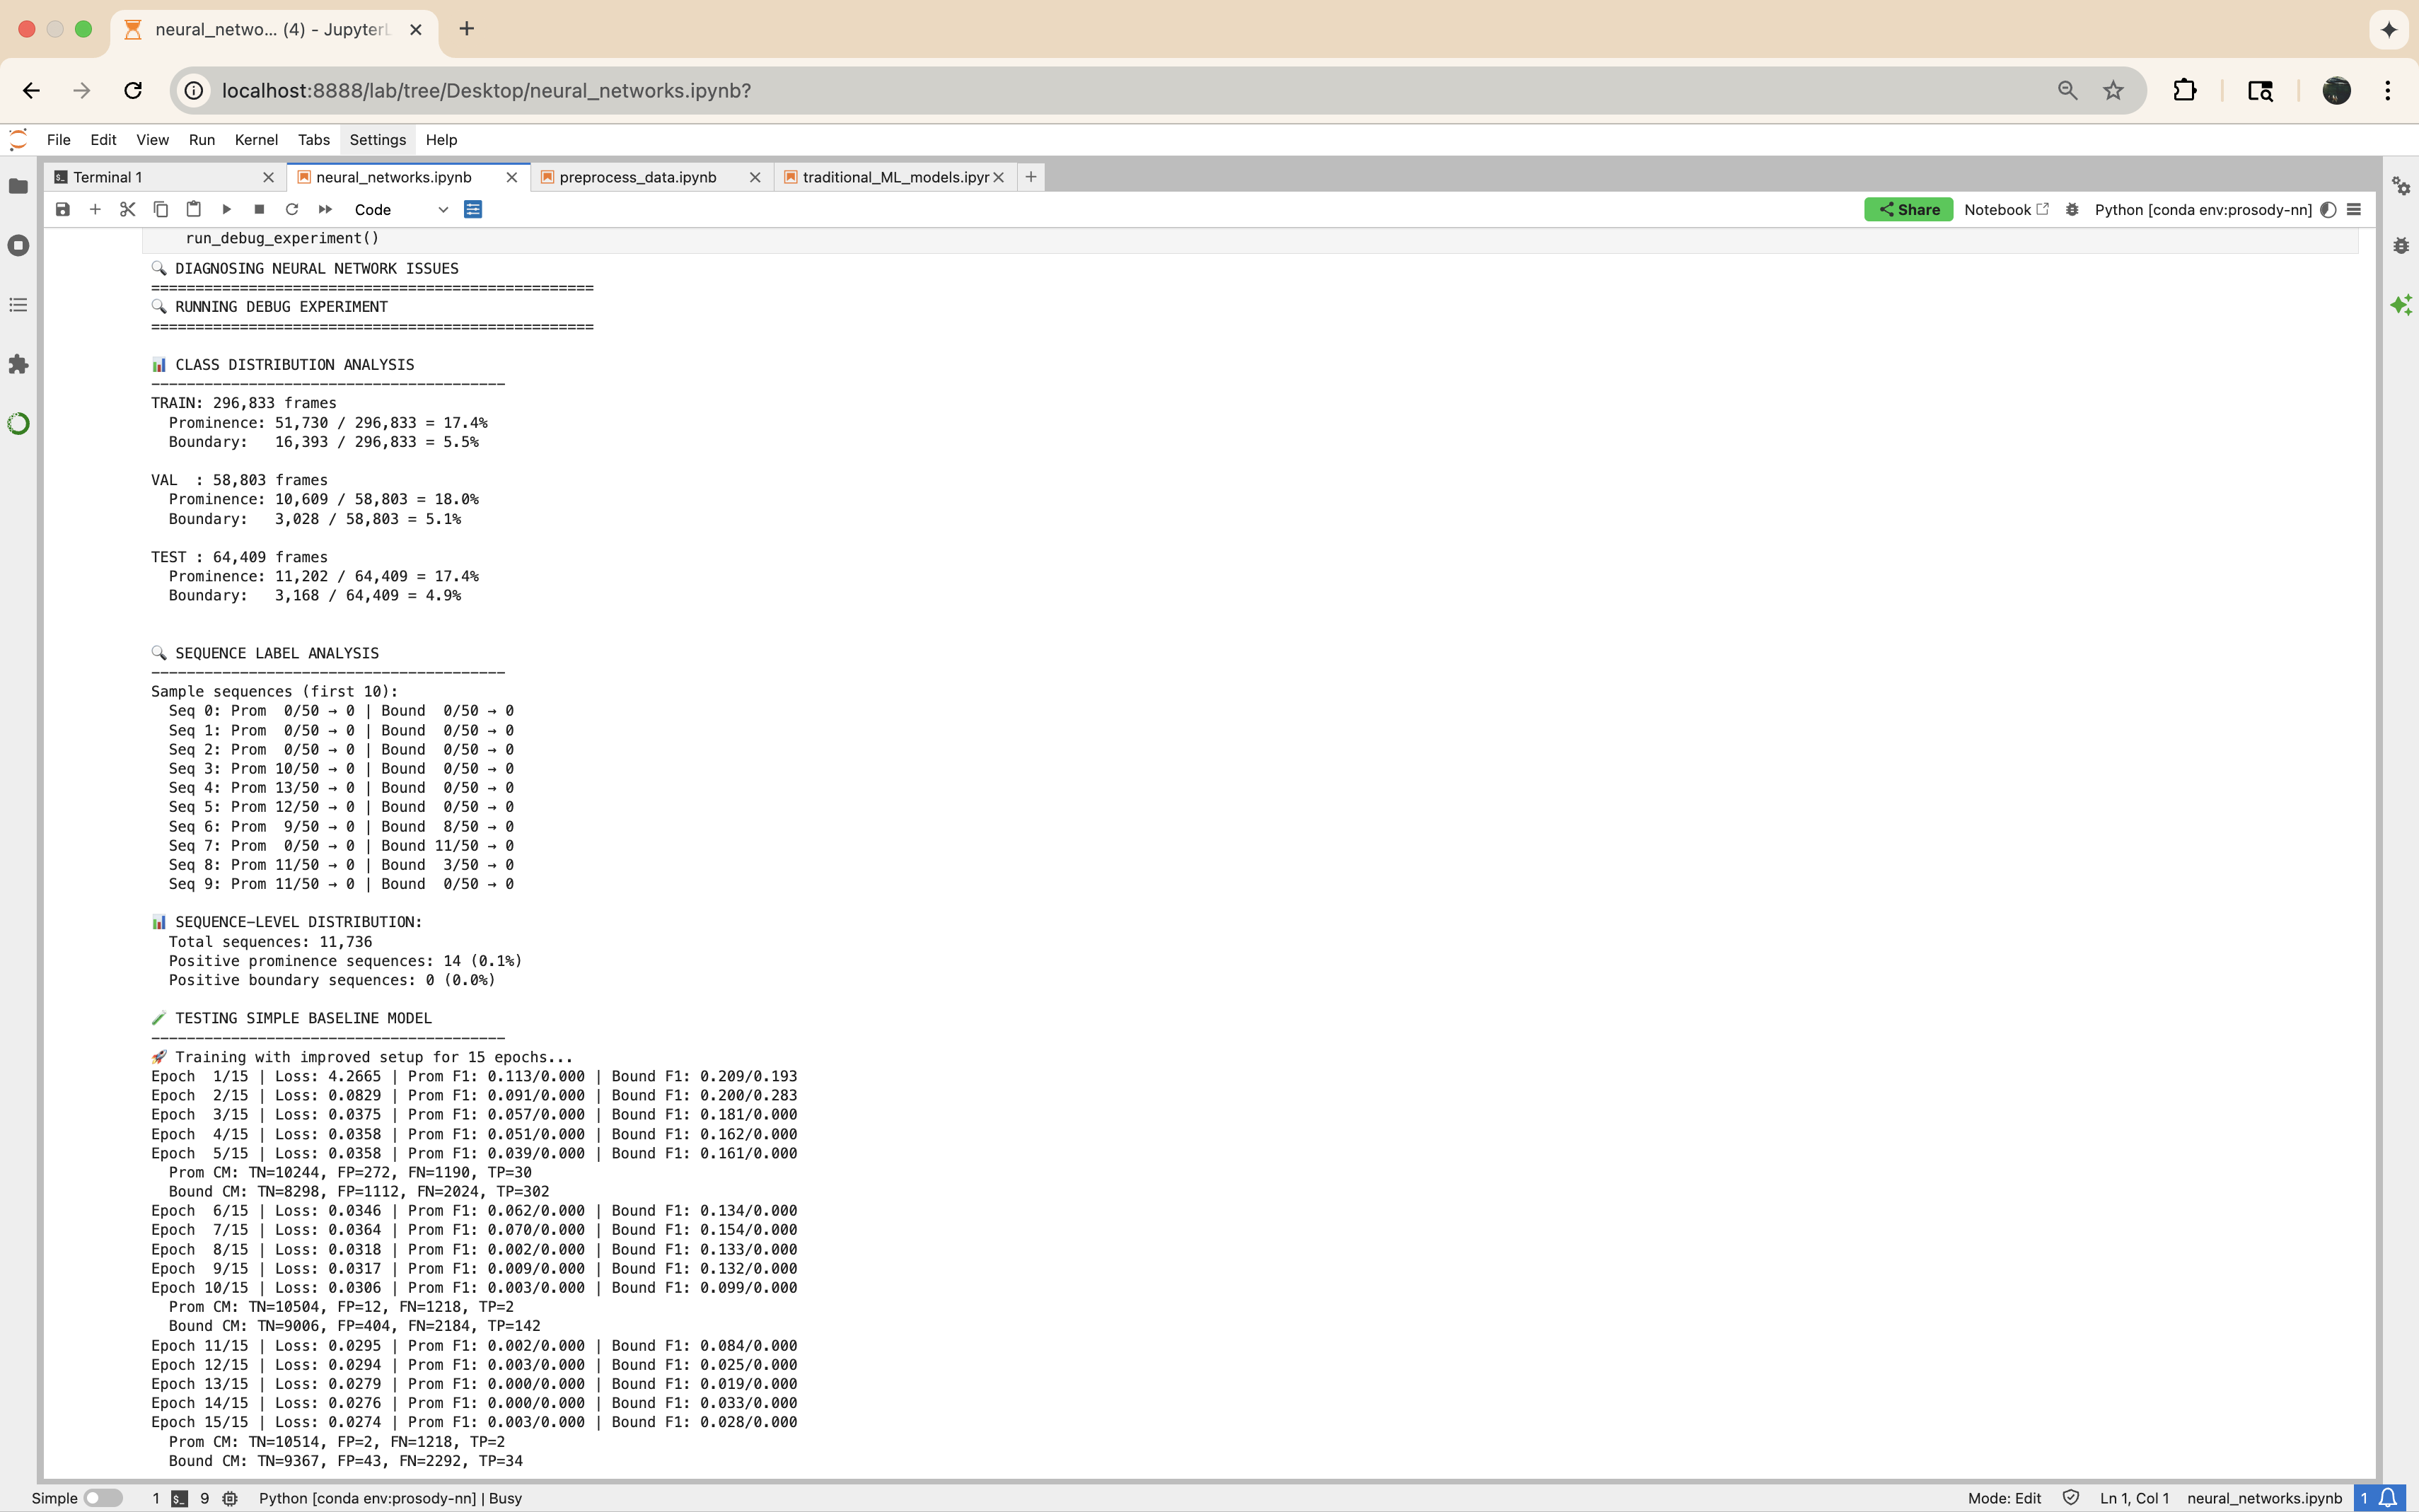 neural_netwo... (4) - JupyterL
localhost:8888/lab/tree/Desktop/neural_networks.ipynb?
File Edit View Run Kernel Tabs Settings Help
Terminal 1 neural_networks.ipynb preprocess_data.ipynb traditional_ML_models.ipyr
Code Share Notebook Python [conda env:prosody-nn]
run_debug_experiment()
🔍 DIAGNOSING NEURAL NETWORK ISSUES
==================================================
🔍 RUNNING DEBUG EXPERIMENT
==================================================
📊 CLASS DISTRIBUTION ANALYSIS
----------------------------------------
TRAIN: 296,833 frames
Prominence: 51,730 / 296,833 = 17.4%
Boundary:   16,393 / 296,833 = 5.5%
VAL  : 58,803 frames
Prominence: 10,609 / 58,803 = 18.0%
Boundary:   3,028 / 58,803 = 5.1%
TEST : 64,409 frames
Prominence: 11,202 / 64,409 = 17.4%
Boundary:   3,168 / 64,409 = 4.9%
🔍 SEQUENCE LABEL ANALYSIS
----------------------------------------
Sample sequences (first 10):
Seq 0: Prom  0/50 → 0 | Bound  0/50 → 0
Seq 1: Prom  0/50 → 0 | Bound  0/50 → 0
Seq 2: Prom  0/50 → 0 | Bound  0/50 → 0
Seq 3: Prom 10/50 → 0 | Bound  0/50 → 0
Seq 4: Prom 13/50 → 0 | Bound  0/50 → 0
Seq 5: Prom 12/50 → 0 | Bound  0/50 → 0
Seq 6: Prom  9/50 → 0 | Bound  8/50 → 0
Seq 7: Prom  0/50 → 0 | Bound 11/50 → 0
Seq 8: Prom 11/50 → 0 | Bound  3/50 → 0
Seq 9: Prom 11/50 → 0 | Bound  0/50 → 0
📊 SEQUENCE-LEVEL DISTRIBUTION:
Total sequences: 11,736
Positive prominence sequences: 14 (0.1%)
Positive boundary sequences: 0 (0.0%)
🧪 TESTING SIMPLE BASELINE MODEL
----------------------------------------
🚀 Training with improved setup for 15 epochs...
Epoch  1/15 | Loss: 4.2665 | Prom F1: 0.113/0.000 | Bound F1: 0.209/0.193
Epoch  2/15 | Loss: 0.0829 | Prom F1: 0.091/0.000 | Bound F1: 0.200/0.283
Epoch  3/15 | Loss: 0.0375 | Prom F1: 0.057/0.000 | Bound F1: 0.181/0.000
Epoch  4/15 | Loss: 0.0358 | Prom F1: 0.051/0.000 | Bound F1: 0.162/0.000
Epoch  5/15 | Loss: 0.0358 | Prom F1: 0.039/0.000 | Bound F1: 0.161/0.000
Prom CM: TN=10244, FP=272, FN=1190, TP=30
Bound CM: TN=8298, FP=1112, FN=2024, TP=302
Epoch  6/15 | Loss: 0.0346 | Prom F1: 0.062/0.000 | Bound F1: 0.134/0.000
Epoch  7/15 | Loss: 0.0364 | Prom F1: 0.070/0.000 | Bound F1: 0.154/0.000
Epoch  8/15 | Loss: 0.0318 | Prom F1: 0.002/0.000 | Bound F1: 0.133/0.000
Epoch  9/15 | Loss: 0.0317 | Prom F1: 0.009/0.000 | Bound F1: 0.132/0.000
Epoch 10/15 | Loss: 0.0306 | Prom F1: 0.003/0.000 | Bound F1: 0.099/0.000
Prom CM: TN=10504, FP=12, FN=1218, TP=2
Bound CM: TN=9006, FP=404, FN=2184, TP=142
Epoch 11/15 | Loss: 0.0295 | Prom F1: 0.002/0.000 | Bound F1: 0.084/0.000
Epoch 12/15 | Loss: 0.0294 | Prom F1: 0.003/0.000 | Bound F1: 0.025/0.000
Epoch 13/15 | Loss: 0.0279 | Prom F1: 0.000/0.000 | Bound F1: 0.019/0.000
Epoch 14/15 | Loss: 0.0276 | Prom F1: 0.000/0.000 | Bound F1: 0.033/0.000
Epoch 15/15 | Loss: 0.0274 | Prom F1: 0.003/0.000 | Bound F1: 0.028/0.000
Prom CM: TN=10514, FP=2, FN=1218, TP=2
Bound CM: TN=9367, FP=43, FN=2292, TP=34
Simple 1 9 Python [conda env:prosody-nn] | Busy Mode: Edit Ln 1, Col 1 neural_networks.ipynb 1